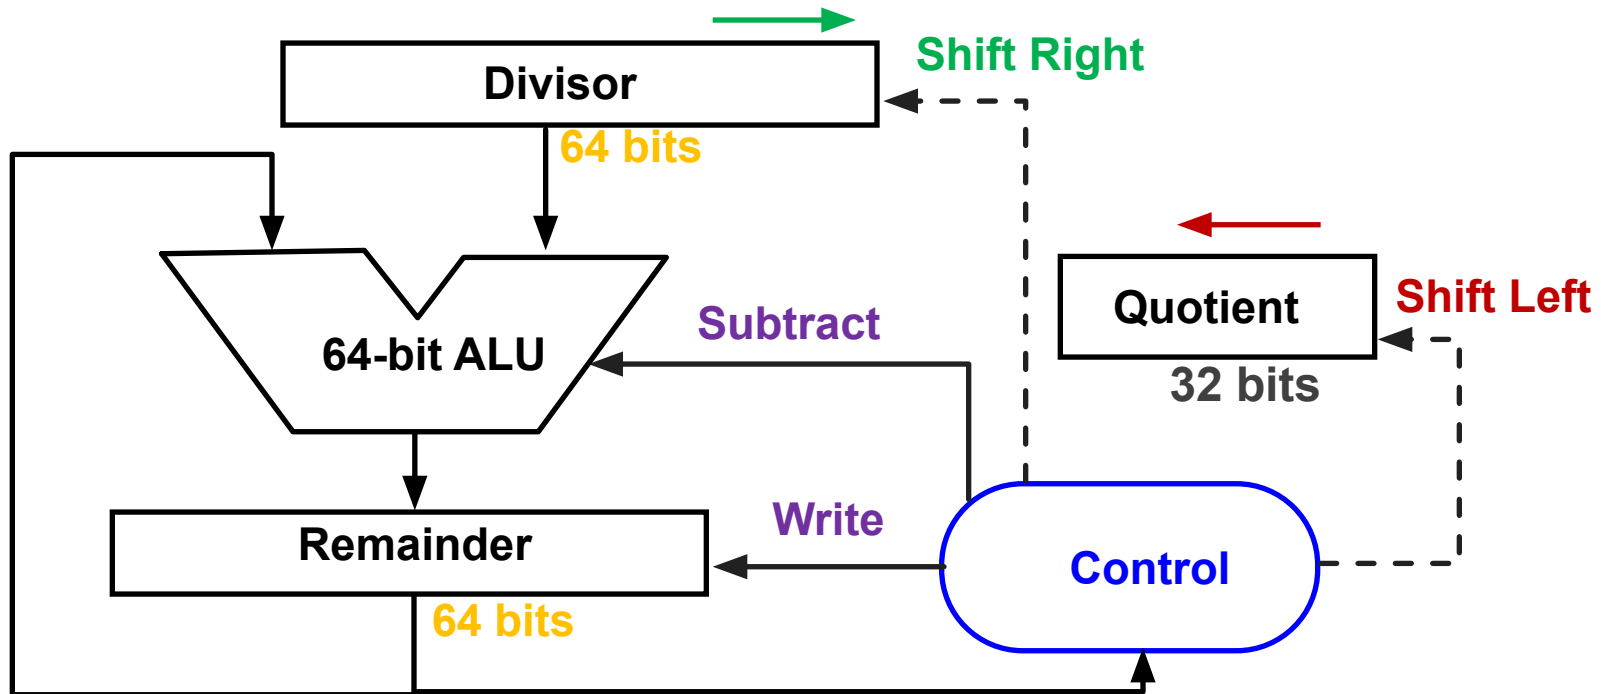 Shift Right
Divisor
64 bits
Quotient
Shift Left
32 bits
Subtract
64-bit ALU
Write
Remainder
64 bits
Control